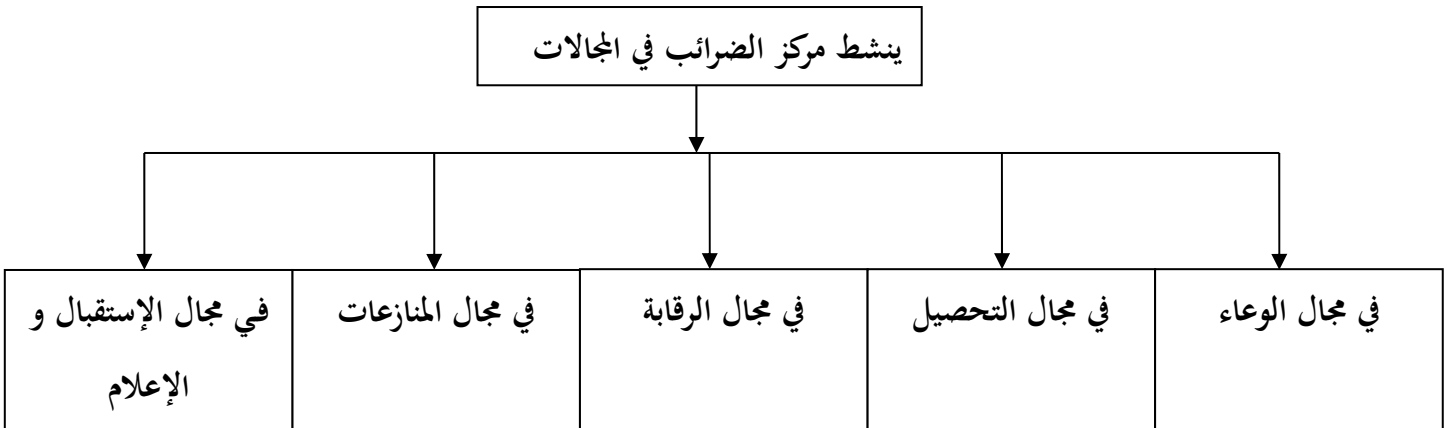 ينشط مركز الضرائب في المجالات
في مجال الوعاء
في مجال التحصيل
في مجال الرقابة
في مجال المنازعات
في مجال الإستقبال و
الإعلام